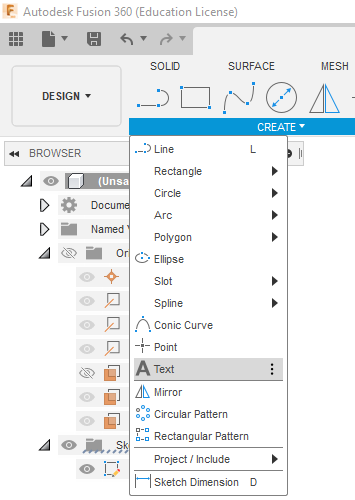 Autodesk Fusion 360 (Education License)
SOLID SURFACE MESH
DESIGN
CREATE
BROWSER
Line L
(Unsa
Rectangle
Docume
Circle
Arc
Named V
Polygon
Or
Ellipse
Slot
Spline
Conic Curve
Point
Text
Mirror
Circular Pattern
Rectangular Pattern
Sk
Project / Include
Sketch Dimension D